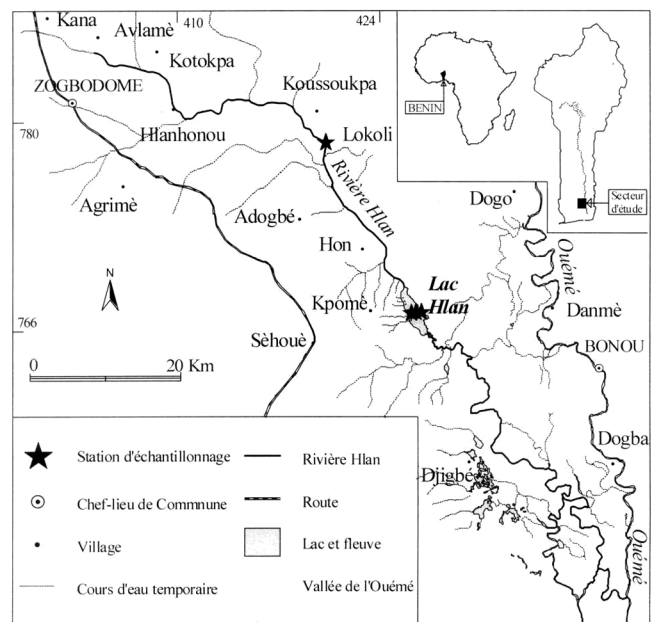 410
424
Kana
Avlamè
Kotokpa
ZOGBODOME
Koussoukpa
780
Hlanhonou
Lokoli
Rivière Hlan
Agrimè
Adogbé
Hon
Dogo
Ouémé
N
Kpomè
Lac
Hlan
Danmè
766
Sèhouè
BONOU
0
20 Km
Dogba
Djigbé
Ouémé
BENIN
Secteur
d'étude
Station d'échantillonnage
Rivière Hlan
Chef-lieu de Commnune
Route
Village
Lac et fleuve
Cours d'eau temporaire
Vallée de l'Ouémé